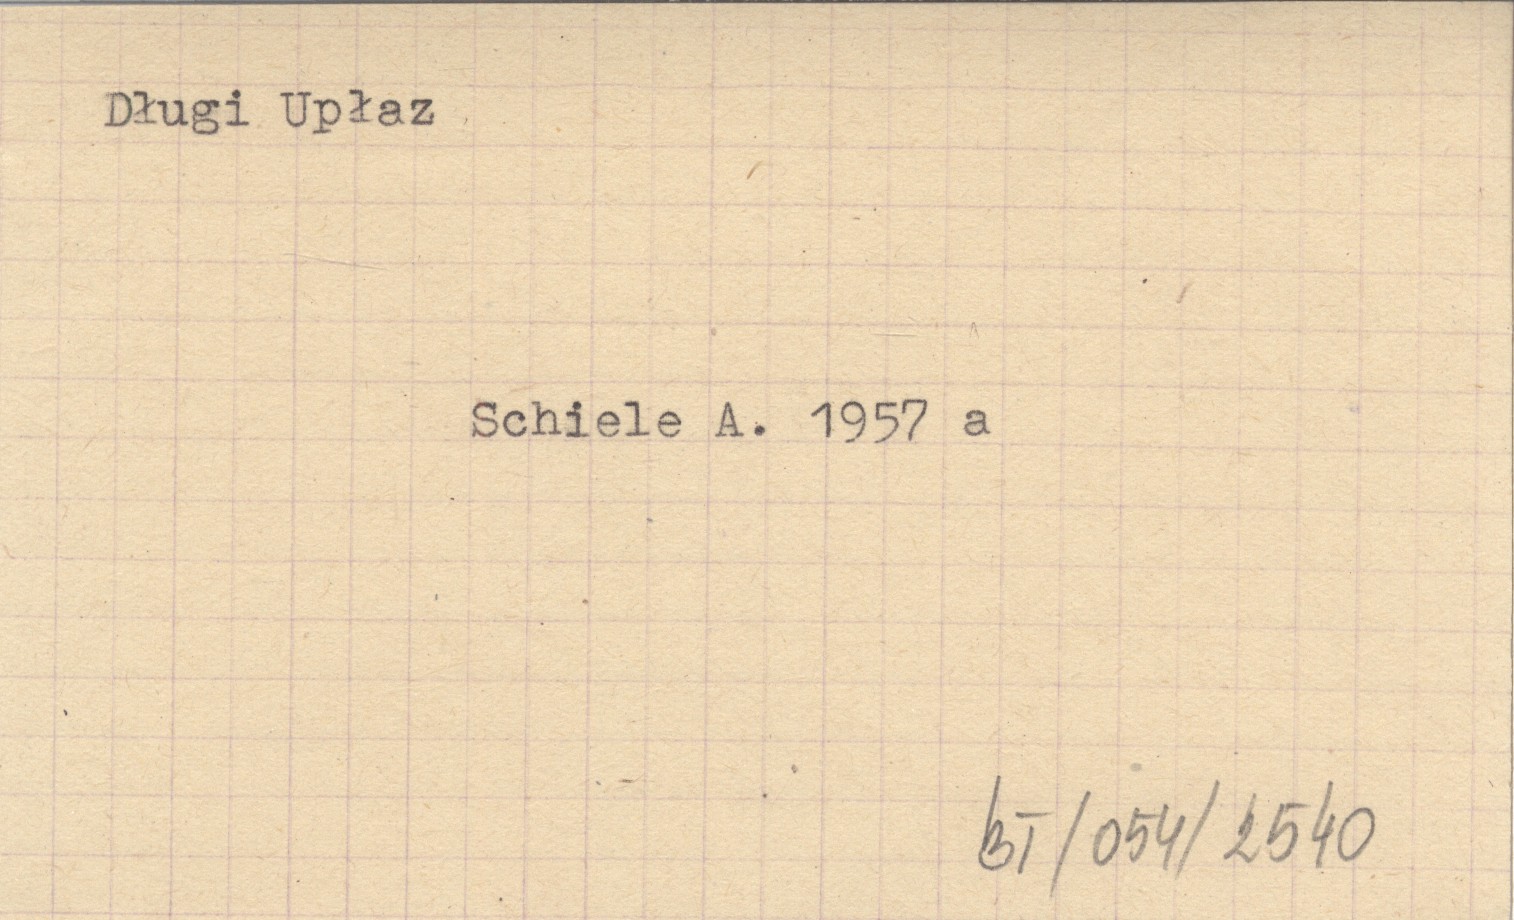 Długi Upłaz
Schiele A. 1957 a
BT/054/2540